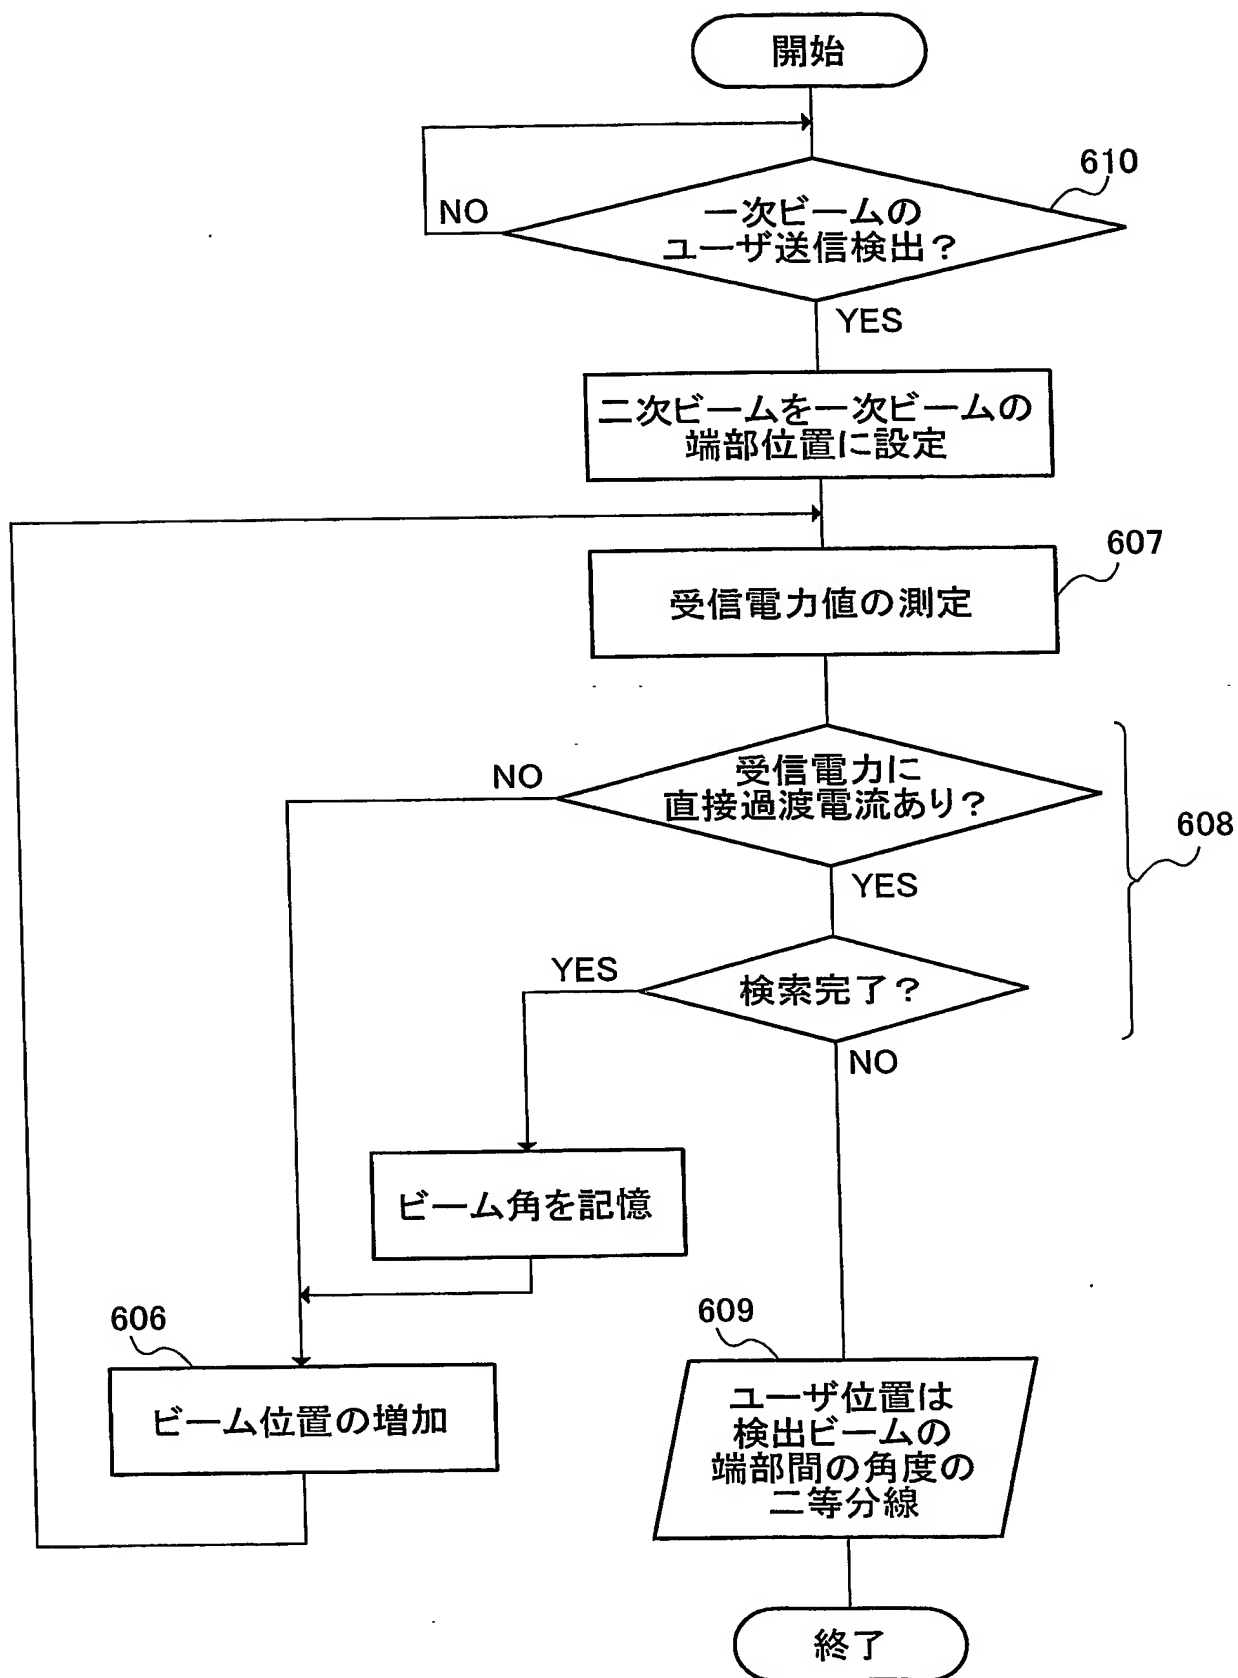 開始
610
一次ビームの
ユーザ送信検出?
NO
YES
二次ビームを一次ビームの
端部位置に設定
607
受信電力値の測定
受信電力に
直接過渡電流あり?
NO
608
YES
検索完了?
YES
NO
ビーム角を記憶
606
ビーム位置の増加
609
ユーザ位置は
検出ビームの
端部間の角度の
二等分線
終了